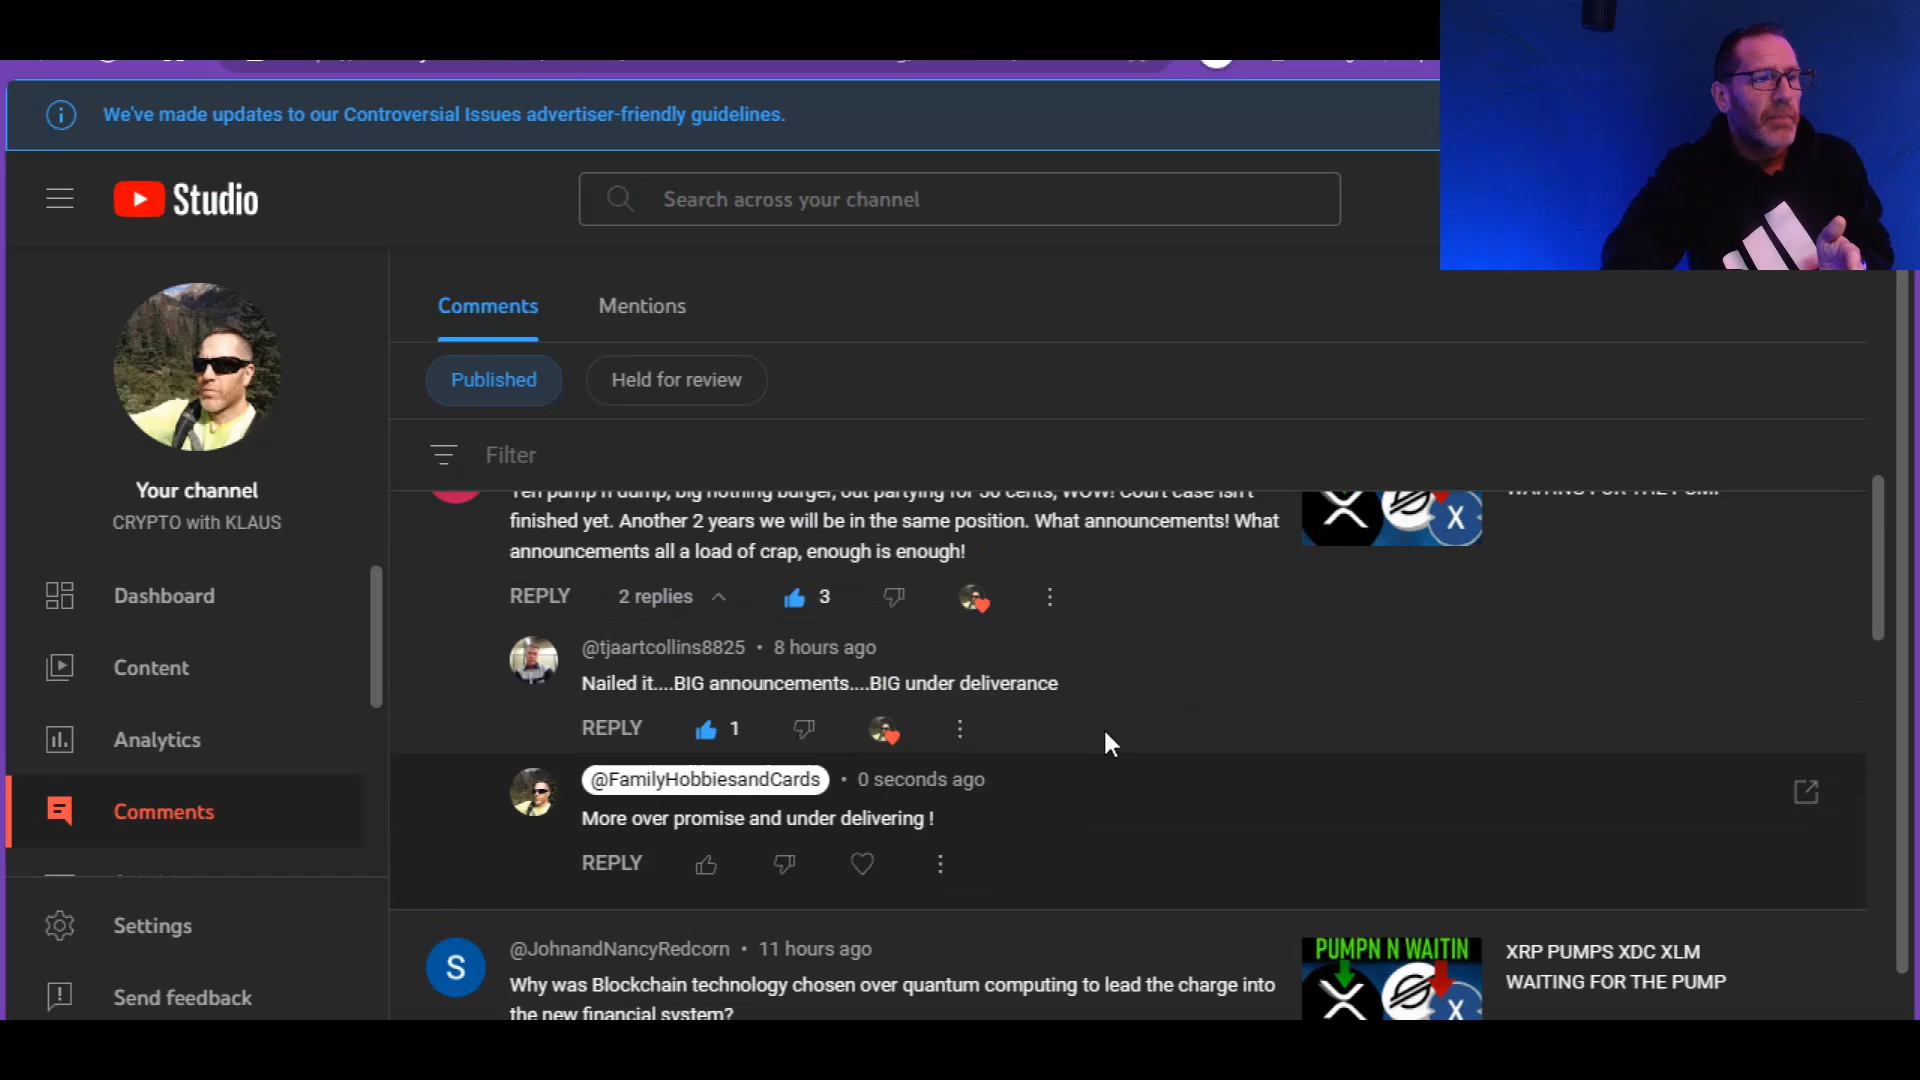 We've made updates to our Controversial Issues advertiser-friendly guidelines.
Studio
Search across your channel
Your channel
CRYPTO with KLAUS
Dashboard
Content
Analytics
Comments
Settings
Send feedback
Comments
Mentions
Published
Held for review
Filter
finished yet. Another 2 years we will be in the same position. What announcements! What
announcements all a load of crap, enough is enough!
REPLY
2 replies
3
@tjaartcollins8825 • 8 hours ago
Nailed it....BIG announcements....BIG under deliverance
REPLY
1
@FamilyHobbiesandCards • 0 seconds ago
More over promise and under delivering !
REPLY
S
@JohnandNancyRedcorn • 11 hours ago
Why was Blockchain technology chosen over quantum computing to lead the charge into
the new financial system?
PUMPN N WAITIN
XRP PUMPS XDC XLM
WAITING FOR THE PUMP